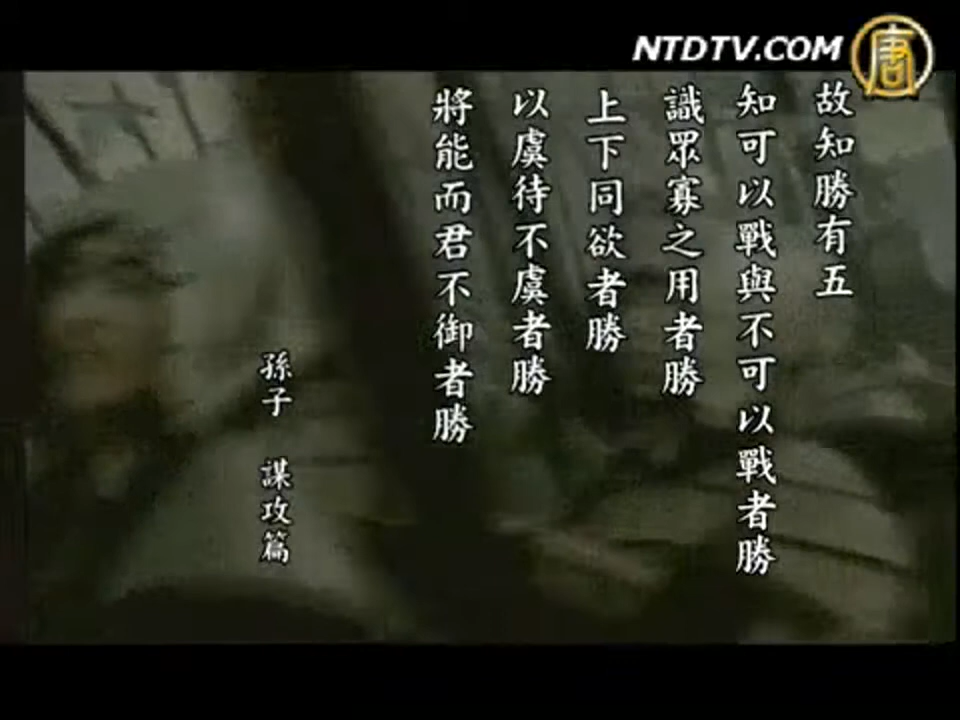 NTDTV.COM
唐
故知勝有五
知可以戰與不可以戰者勝
識眾寡之用者勝
上下同欲者勝
以虞待不虞者勝
將能而君不御者勝
孫子 謀攻篇